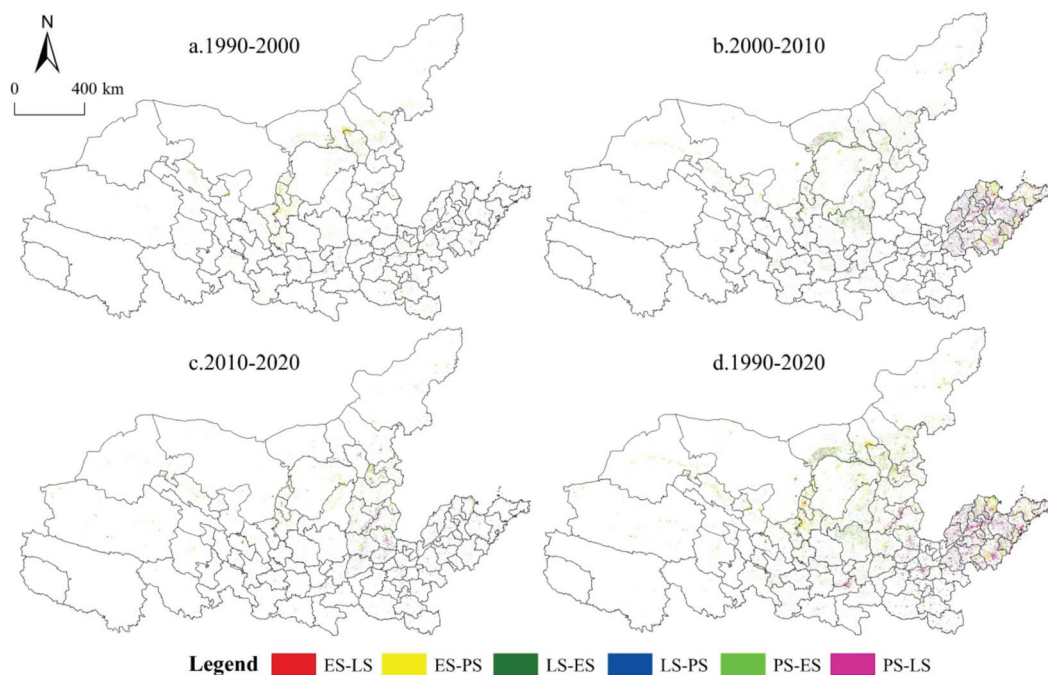 N
0 400 km
a.1990-2000
b.2000-2010
c.2010-2020
d.1990-2020
Legend ES-LS ES-PS LS-ES LS-PS PS-ES PS-LS